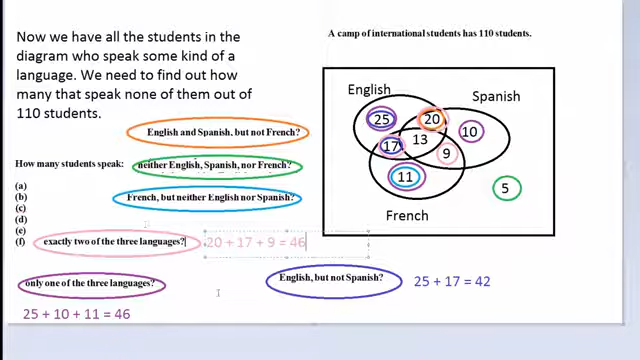 Now we have all the students in the
diagram who speak some kind of a
language. We need to find out how
many that speak none of them out of
110 students.
A camp of international students has 110 students.
English and Spanish, but not French?
How many students speak:
neither English, Spanish, nor French?
(a)
(b)
(c)
(d)
(e)
(f)
French, but neither English nor Spanish?
exactly two of the three languages?
20 + 17 + 9 = 46
only one of the three languages?
25 + 10 + 11 = 46
English, but not Spanish?
25 + 17 = 42
English
Spanish
25
20
10
17
13
9
11
5
French